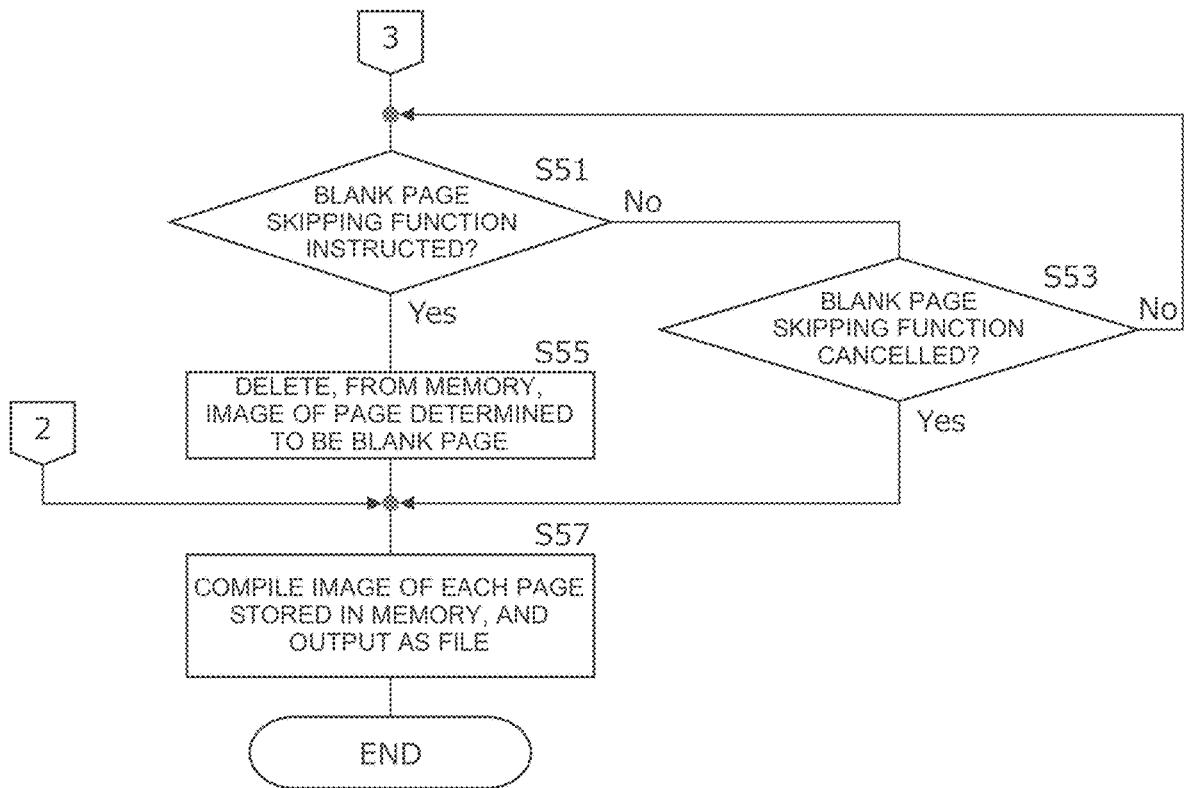 3
S51
BLANK PAGE
SKIPPING FUNCTION
INSTRUCTED?
No
Yes
S53
BLANK PAGE
SKIPPING FUNCTION
CANCELLED?
No
Yes
S55
DELETE, FROM MEMORY,
IMAGE OF PAGE DETERMINED
TO BE BLANK PAGE
2
S57
COMPILE IMAGE OF EACH PAGE
STORED IN MEMORY, AND
OUTPUT AS FILE
END